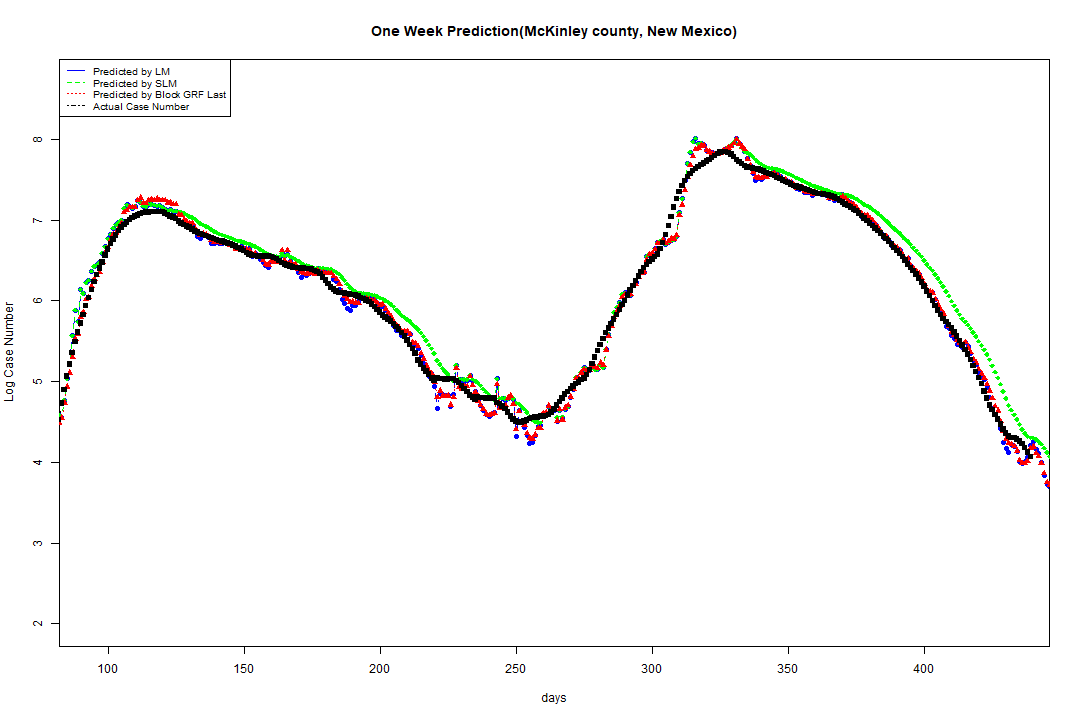 One Week Prediction(McKinley county, New Mexico)
Predicted by LM
Predicted by SLM
Predicted by Block GRF Last
Actual Case Number
8
7
6
5
4
3
2
Log Case Number
100 150 200 250 300 350 400
days